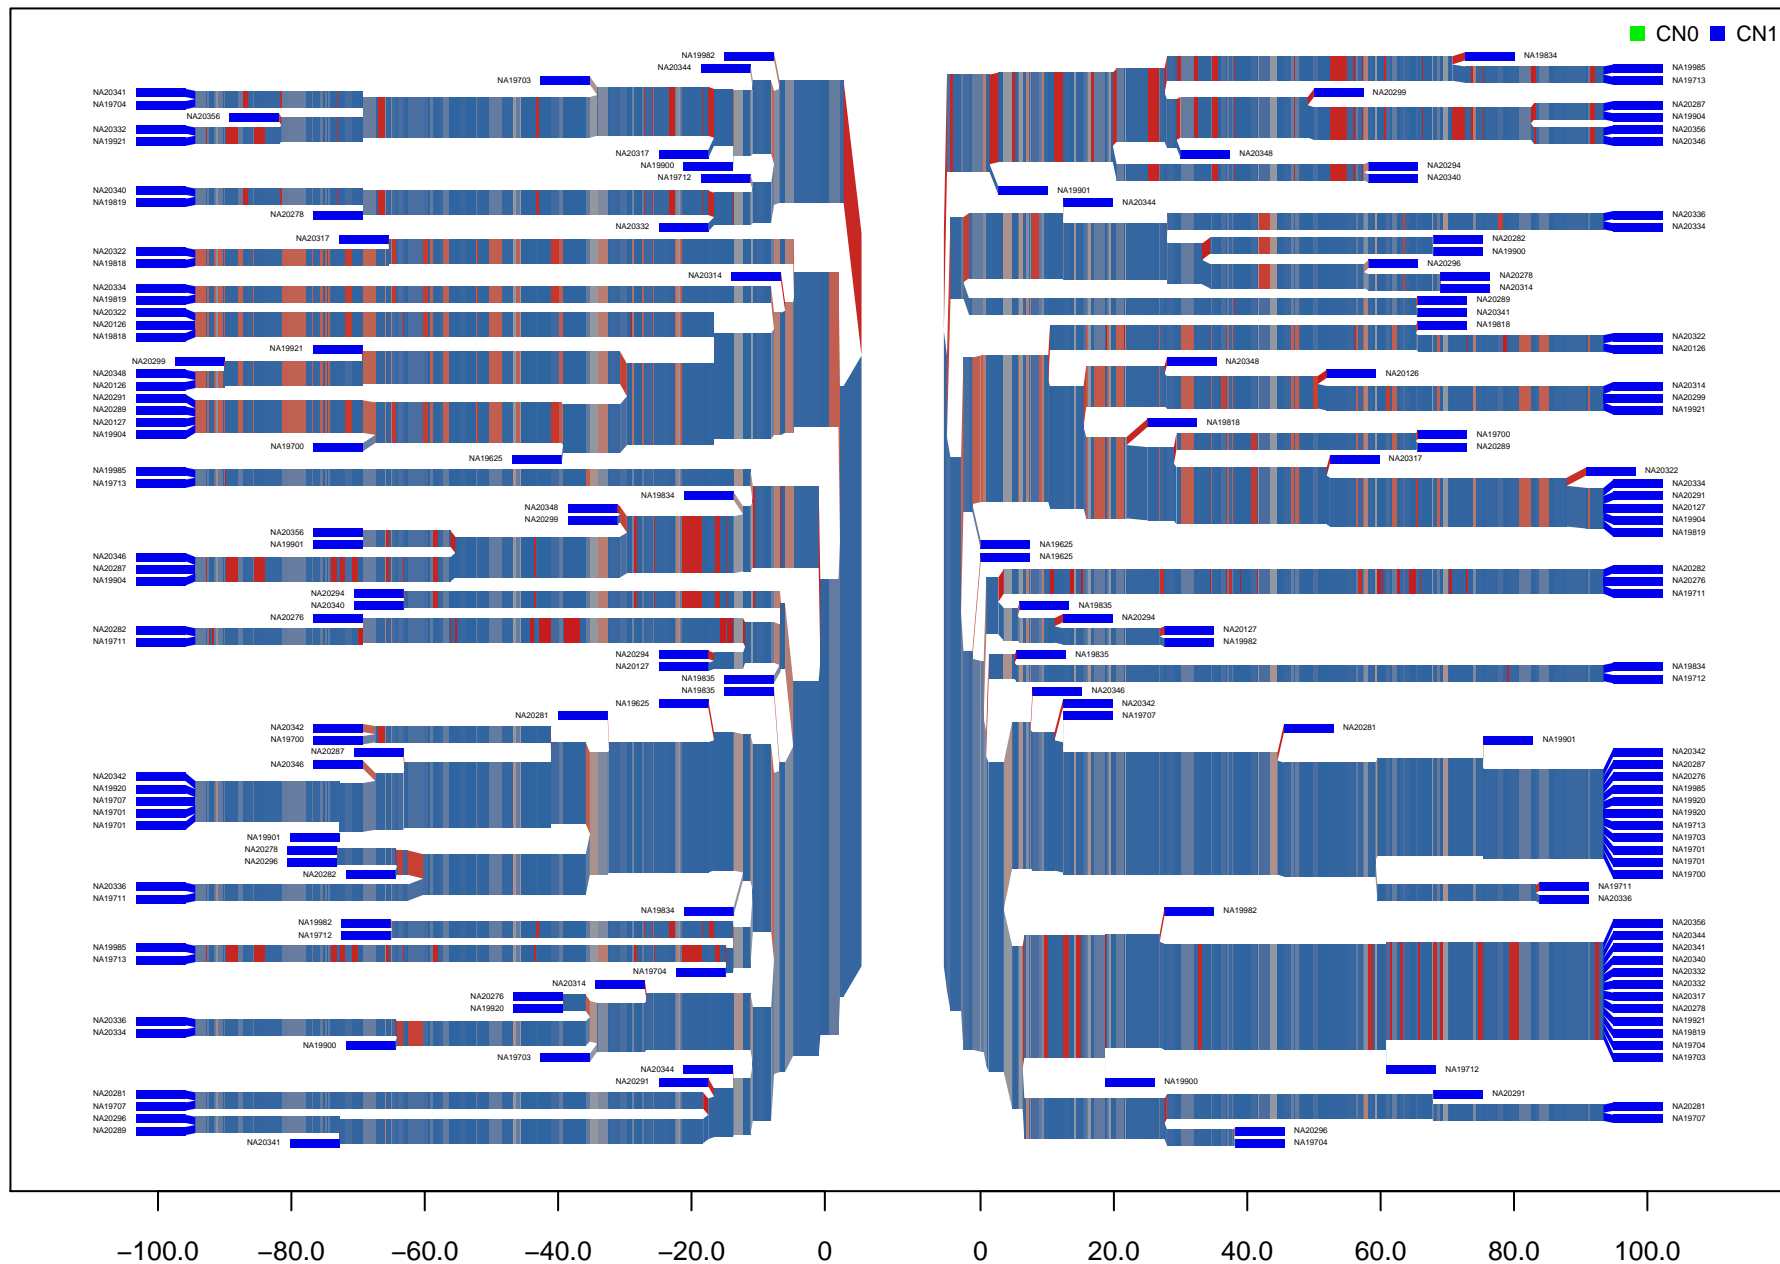 CN0 CN1
NA19982
NA20344
NA19703
NA20341
NA19704
NA20356
NA20332
NA19921
NA20317
NA19900
NA19712
NA20340
NA19819
NA20278
NA20332
NA20317
NA20322
NA19818
NA20314
NA20334
NA19819
NA20322
NA20126
NA19818
NA19921
NA20299
NA20348
NA20126
NA20291
NA20289
NA20127
NA19904
NA19700
NA19625
NA19985
NA19713
NA19834
NA20348
NA20299
NA20356
NA19901
NA20346
NA20287
NA19904
NA20294
NA20340
NA20276
NA20282
NA19711
NA20294
NA20127
NA19835
NA19835
NA19625
NA20281
NA20342
NA19700
NA20287
NA20346
NA20342
NA19920
NA19707
NA19701
NA19701
NA19901
NA20278
NA20296
NA20282
NA20336
NA19711
NA19834
NA19982
NA19712
NA19985
NA19713
NA19704
NA20314
NA20276
NA19920
NA20336
NA20334
NA19900
NA19703
NA20344
NA20291
NA20281
NA19707
NA20296
NA20289
NA20341
NA19834
NA19985
NA19713
NA20299
NA20287
NA19904
NA20356
NA20346
NA20348
NA20294
NA20340
NA19901
NA20344
NA20336
NA20334
NA20282
NA19900
NA20296
NA20278
NA20314
NA20289
NA20341
NA19818
NA20322
NA20126
NA20348
NA20126
NA20314
NA20299
NA19921
NA19818
NA19700
NA20289
NA20317
NA20322
NA20334
NA20291
NA20127
NA19904
NA19819
NA19625
NA19625
NA20282
NA20276
NA19711
NA19835
NA20294
NA20127
NA19982
NA19835
NA19834
NA19712
NA20346
NA20342
NA19707
NA20281
NA19901
NA20342
NA20287
NA20276
NA19985
NA19920
NA19920
NA19713
NA19703
NA19701
NA19701
NA19700
NA19711
NA20336
NA19982
NA20356
NA20344
NA20341
NA20340
NA20332
NA20332
NA20317
NA20278
NA19921
NA19819
NA19704
NA19703
NA19712
NA19900
NA20291
NA20281
NA19707
NA20296
NA19704
−100.0 −80.0 −60.0 −40.0 −20.0 0 0 20.0 40.0 60.0 80.0 100.0